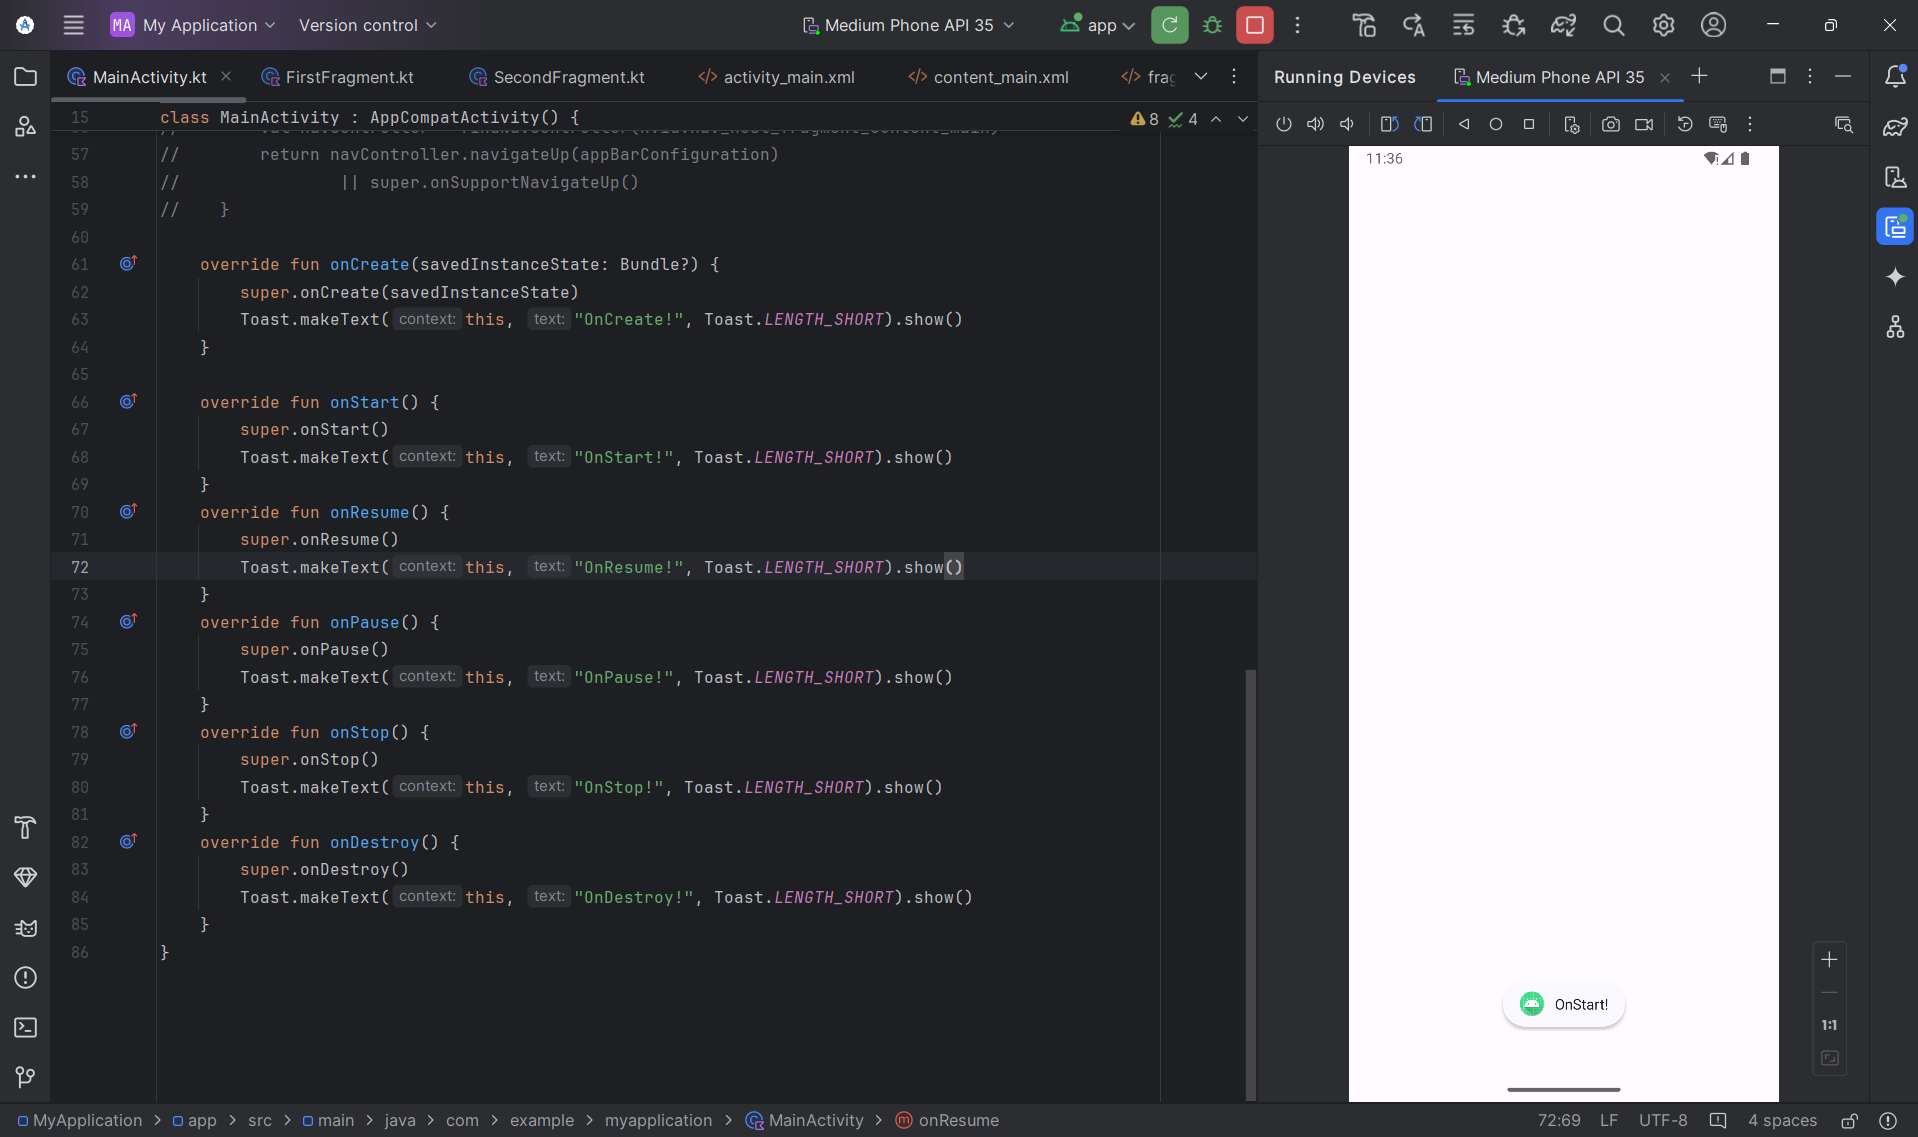 MA My Application Version control Medium Phone API 35 app
MainActivity.kt FirstFragment.kt SecondFragment.kt activity_main.xml content_main.xml frag
Running Devices Medium Phone API 35
15 class MainActivity : AppCompatActivity() { 8 4
57 // return navController.navigateUp(appBarConfiguration)
58 // || super.onSupportNavigateUp()
59 // }
60
61 override fun onCreate(savedInstanceState: Bundle?) {
62 super.onCreate(savedInstanceState)
63 Toast.makeText( context: this, text: "OnCreate!", Toast.LENGTH_SHORT).show()
64 }
65
66 override fun onStart() {
67 super.onStart()
68 Toast.makeText( context: this, text: "OnStart!", Toast.LENGTH_SHORT).show()
69 }
70 override fun onResume() {
71 super.onResume()
72 Toast.makeText( context: this, text: "OnResume!", Toast.LENGTH_SHORT).show()
73 }
74 override fun onPause() {
75 super.onPause()
76 Toast.makeText( context: this, text: "OnPause!", Toast.LENGTH_SHORT).show()
77 }
78 override fun onStop() {
79 super.onStop()
80 Toast.makeText( context: this, text: "OnStop!", Toast.LENGTH_SHORT).show()
81 }
82 override fun onDestroy() {
83 super.onDestroy()
84 Toast.makeText( context: this, text: "OnDestroy!", Toast.LENGTH_SHORT).show()
85 }
86 }
11:36
OnStart!
1:1
MyApplication > app > src > main > java > com > example > myapplication > MainActivity > onResume
72:69 LF UTF-8 4 spaces